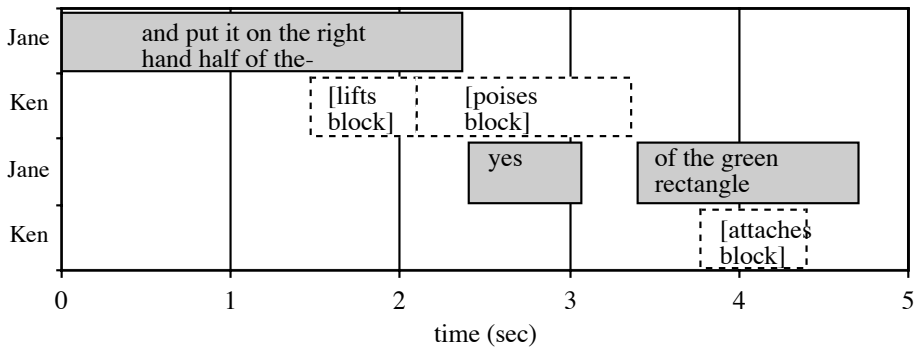 Jane
and put it on the right
hand half of the-
Ken
[lifts
block]
[poises
block]
Jane
yes
of the green
rectangle
Ken
[attaches
block]
0 1 2 3 4 5
time (sec)